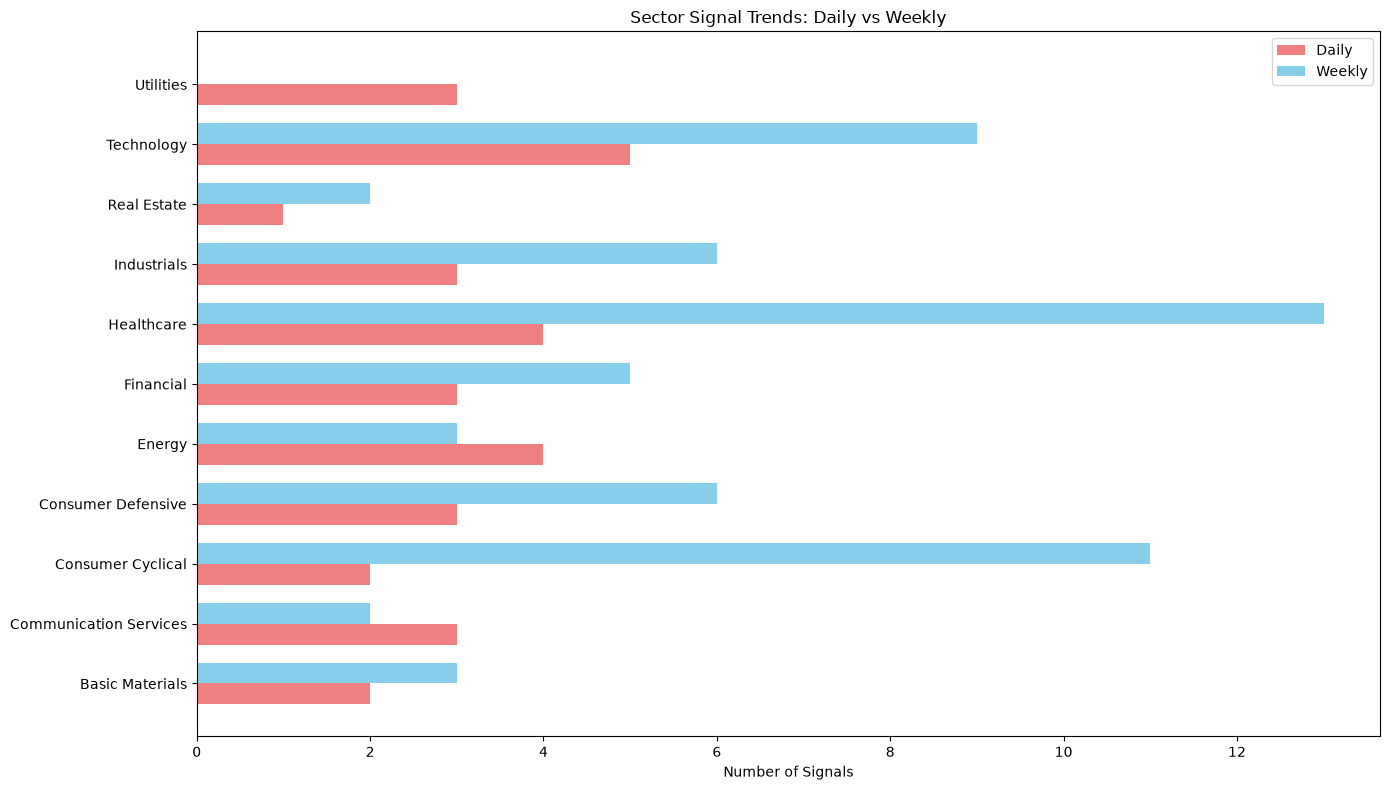 Sector Signal Trends: Daily vs Weekly
Daily
Weekly
Utilities
Technology
Real Estate
Industrials
Healthcare
Financial
Energy
Consumer Defensive
Consumer Cyclical
Communication Services
Basic Materials
0 2 4 6 8 10 12
Number of Signals